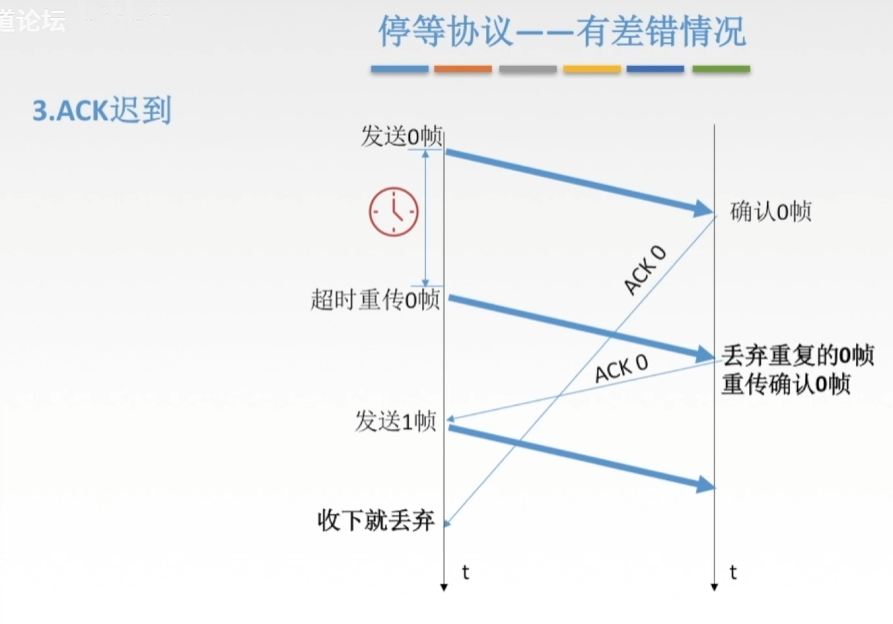 道论坛
停等协议——有差错情况
3.ACK迟到
发送0帧
确认0帧
ACK 0
超时重传0帧
丢弃重复的0帧
重传确认0帧
ACK 0
发送1帧
收下就丢弃
t
t